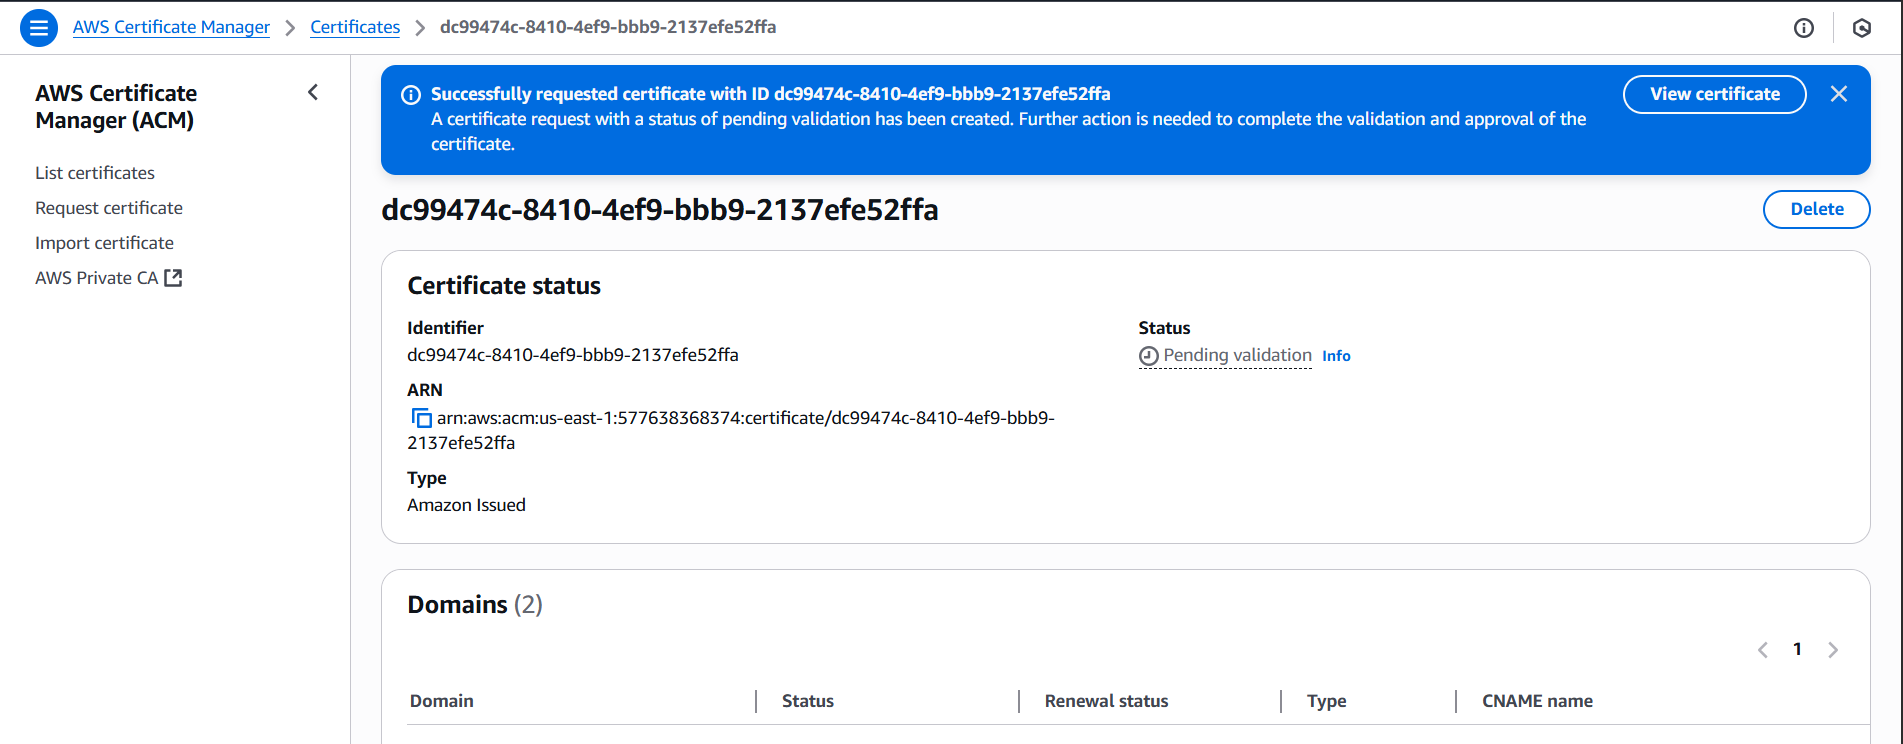 AWS Certificate Manager > Certificates > dc99474c-8410-4ef9-bbb9-2137efe52ffa
AWS Certificate
Manager (ACM)
List certificates
Request certificate
Import certificate
AWS Private CA
Successfully requested certificate with ID dc99474c-8410-4ef9-bbb9-2137efe52ffa
A certificate request with a status of pending validation has been created. Further action is needed to complete the validation and approval of the
certificate.
View certificate
dc99474c-8410-4ef9-bbb9-2137efe52ffa
Delete
Certificate status
Identifier
dc99474c-8410-4ef9-bbb9-2137efe52ffa
ARN
arn:aws:acm:us-east-1:577638368374:certificate/dc99474c-8410-4ef9-bbb9-
2137efe52ffa
Type
Amazon Issued
Status
Pending validation Info
Domains (2)
1
Domain Status Renewal status Type CNAME name